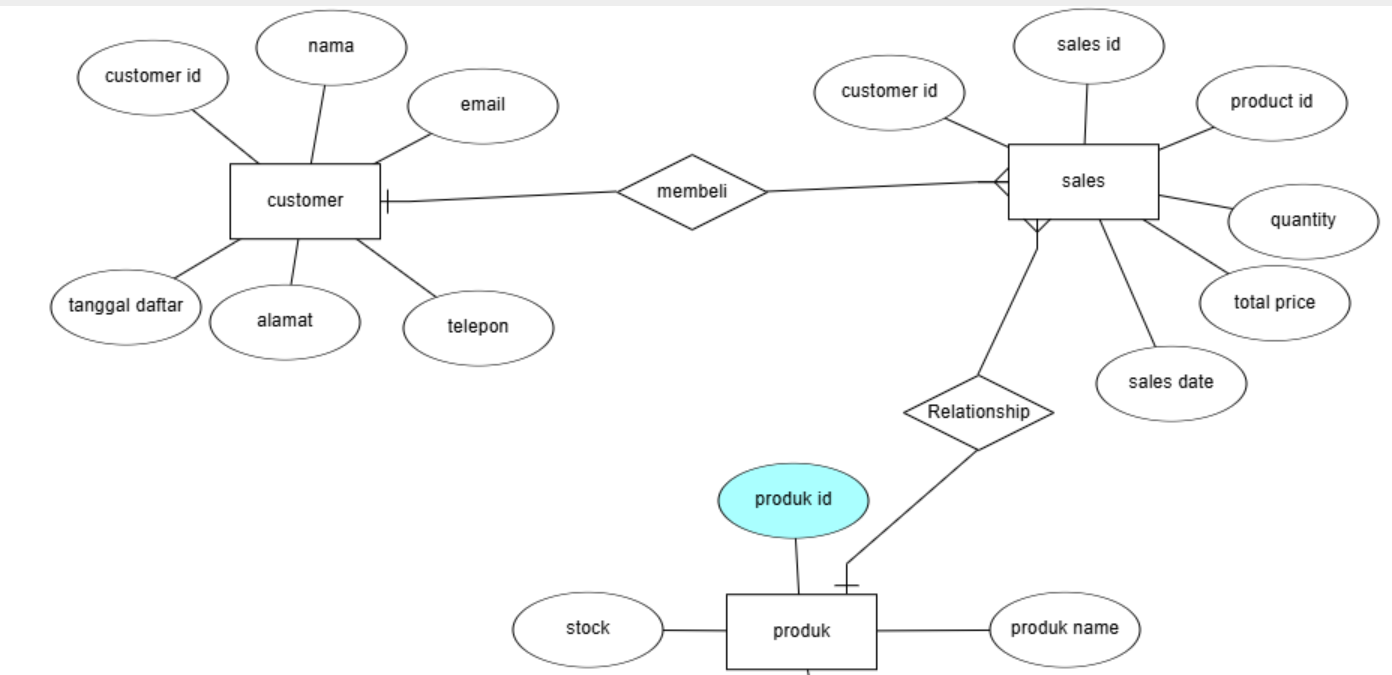 nama
customer id
email
customer
tanggal daftar
alamat
telepon
membeli
sales id
customer id
product id
sales
quantity
total price
sales date
Relationship
produk id
stock
produk
produk name